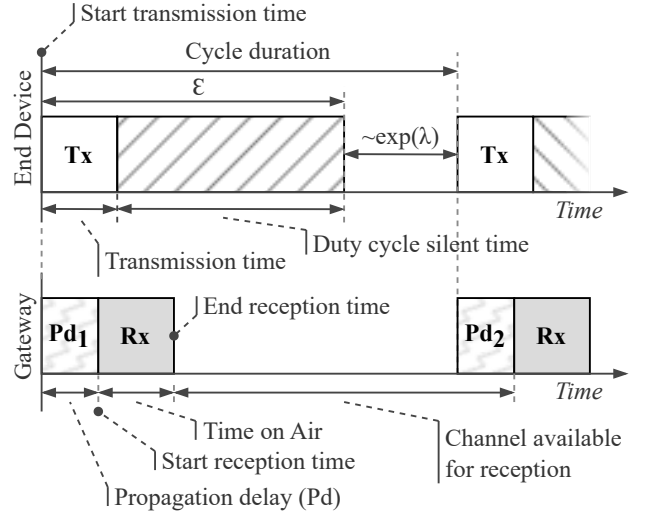 Start transmission time
Cycle duration
Ɛ
End Device
Tx
~exp(λ)
Tx
Time
Duty cycle silent time
Transmission time
Gateway
Pd1
Rx
End reception time
Pd2
Rx
Time
Time on Air
Start reception time
Channel available
for reception
Propagation delay (Pd)